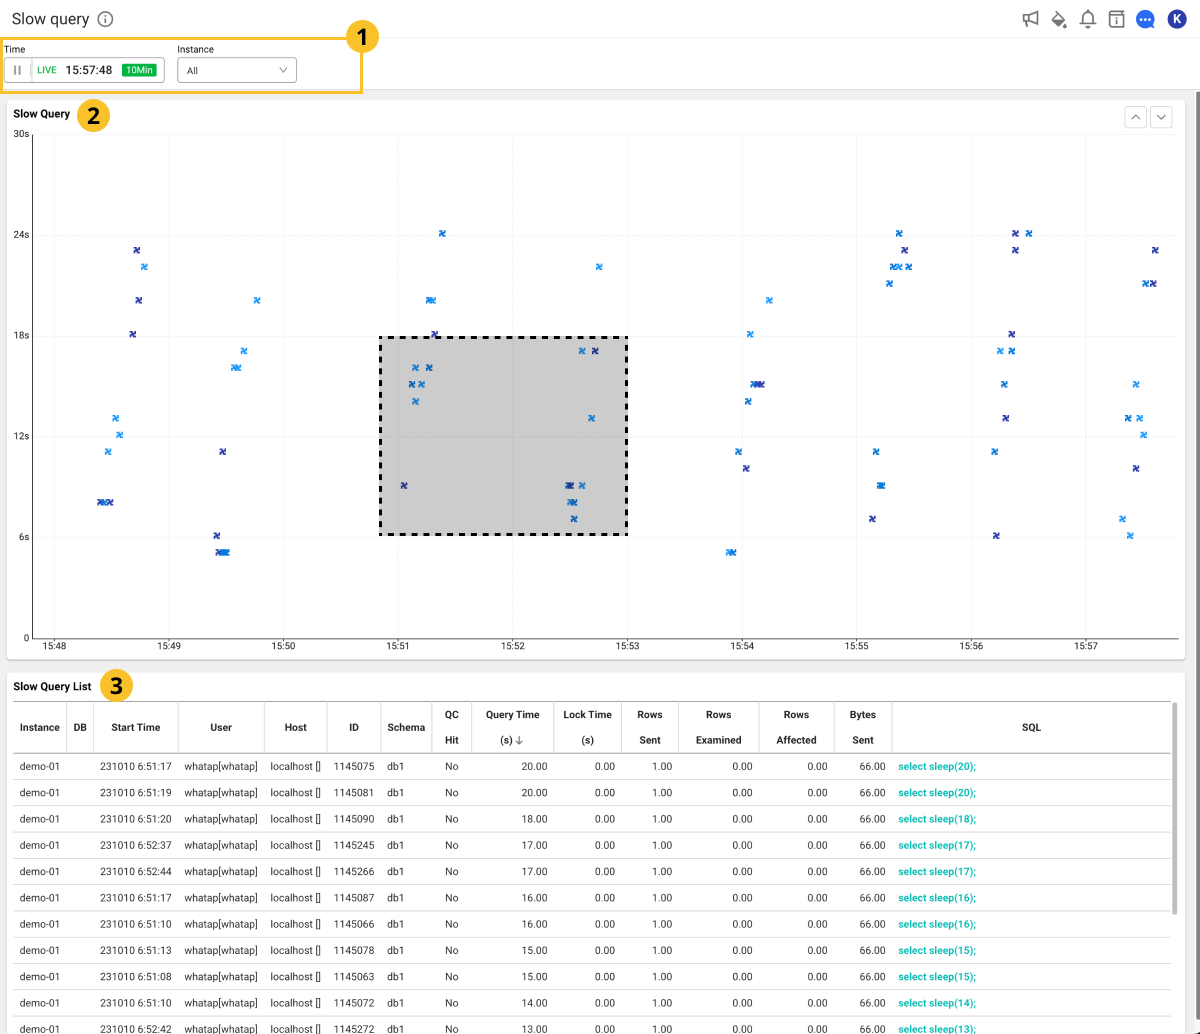 Slow query
K
1
Time
Instance
LIVE 15:57:48 10Min
All
Slow Query 2
30s
24s
18s
12s
6s
0
15:48 15:49 15:50 15:51 15:52 15:53 15:54 15:55 15:56 15:57
Slow Query List 3
Instance DB Start Time User Host ID Schema QC Hit Query Time (s) ↓ Lock Time (s) Rows Sent Rows Examined Rows Affected Bytes Sent SQL
demo-01 231010 6:51:17 whatap[whatap] localhost [] 1145075 db1 No 20.00 0.00 1.00 0.00 0.00 66.00 select sleep(20);
demo-01 231010 6:51:19 whatap[whatap] localhost [] 1145081 db1 No 20.00 0.00 1.00 0.00 0.00 66.00 select sleep(20);
demo-01 231010 6:51:20 whatap[whatap] localhost [] 1145090 db1 No 18.00 0.00 1.00 0.00 0.00 66.00 select sleep(18);
demo-01 231010 6:52:37 whatap[whatap] localhost [] 1145245 db1 No 17.00 0.00 1.00 0.00 0.00 66.00 select sleep(17);
demo-01 231010 6:52:44 whatap[whatap] localhost [] 1145266 db1 No 17.00 0.00 1.00 0.00 0.00 66.00 select sleep(17);
demo-01 231010 6:51:17 whatap[whatap] localhost [] 1145087 db1 No 16.00 0.00 1.00 0.00 0.00 66.00 select sleep(16);
demo-01 231010 6:51:10 whatap[whatap] localhost [] 1145066 db1 No 16.00 0.00 1.00 0.00 0.00 66.00 select sleep(16);
demo-01 231010 6:51:13 whatap[whatap] localhost [] 1145078 db1 No 15.00 0.00 1.00 0.00 0.00 66.00 select sleep(15);
demo-01 231010 6:51:08 whatap[whatap] localhost [] 1145063 db1 No 15.00 0.00 1.00 0.00 0.00 66.00 select sleep(15);
demo-01 231010 6:51:10 whatap[whatap] localhost [] 1145072 db1 No 14.00 0.00 1.00 0.00 0.00 66.00 select sleep(14);
demo-01 231010 6:52:42 whatap[whatap] localhost [] 1145272 db1 No 13.00 0.00 1.00 0.00 0.00 66.00 select sleep(13);